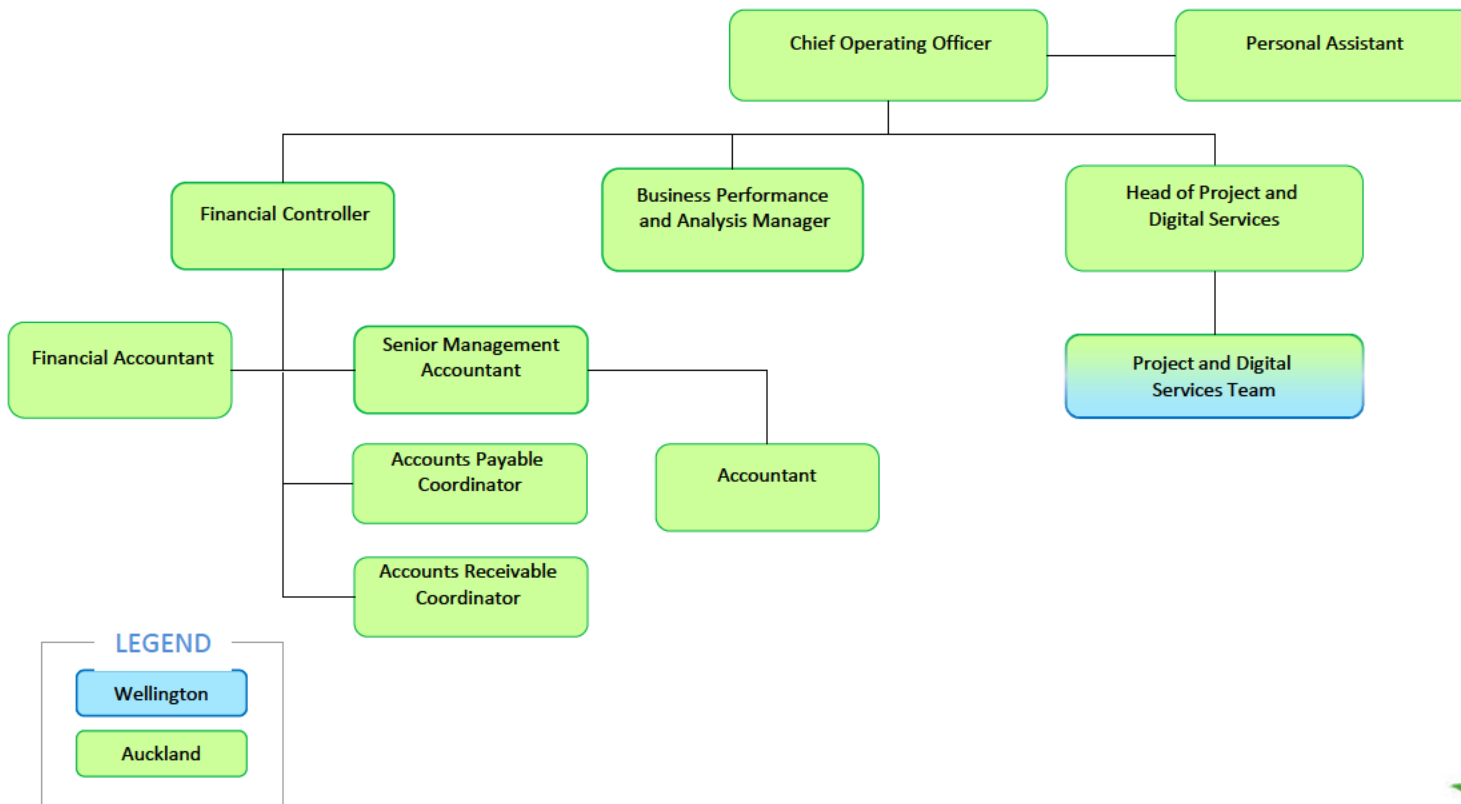 Chief Operating Officer
Personal Assistant
Financial Controller
Business Performance
and Analysis Manager
Head of Project and
Digital Services
Financial Accountant
Senior Management
Accountant
Project and Digital
Services Team
Accounts Payable
Coordinator
Accountant
Accounts Receivable
Coordinator
LEGEND
Wellington
Auckland